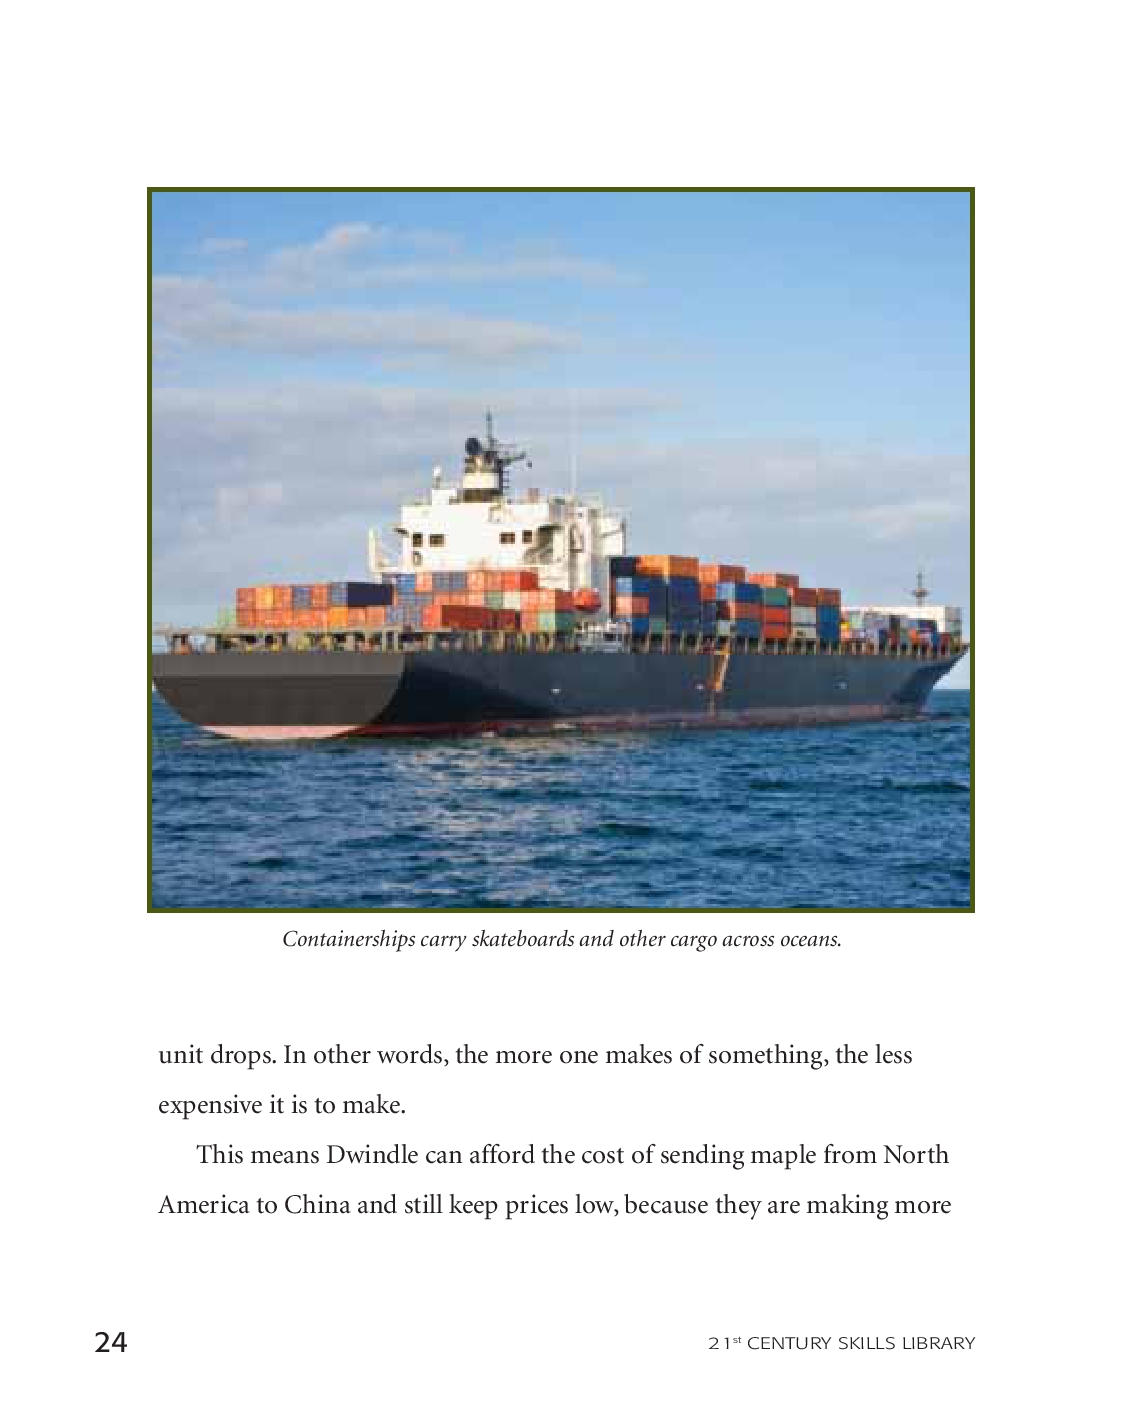 Containerships carry skateboards and other cargo across oceans.
unit drops. In other words, the more one makes of something, the less
expensive it is to make.
This means Dwindle can afford the cost of sending maple from North
America to China and still keep prices low, because they are making more
24
21st CENTURY SKILLS LIBRARY